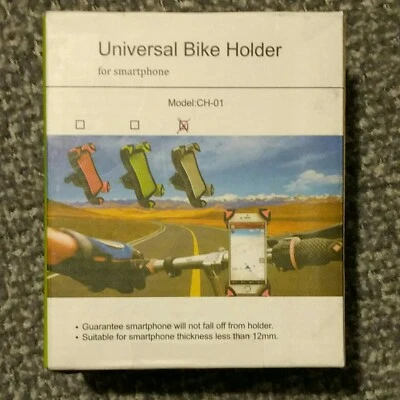 Universal Bike Holder
for smartphone
Model:CH-01
• Guarantee smartphone will not fall off from holder.
• Suitable for smartphone thickness less than 12mm.